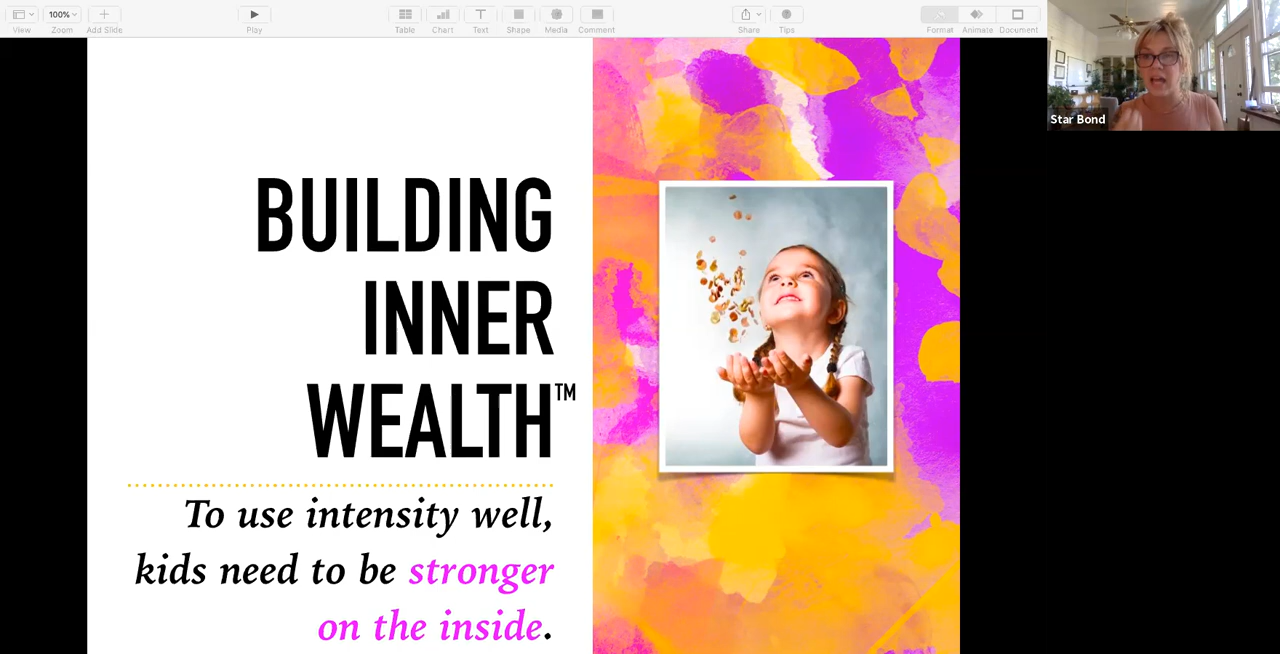 100%
View
Zoom
Add Slide
Play
Table
Chart
Text
Shape
Media
Comment
Share
Tips
Format
Animate
Document
Star Bond
BUILDING
INNER
WEALTH™
To use intensity well,
kids need to be stronger
on the inside.